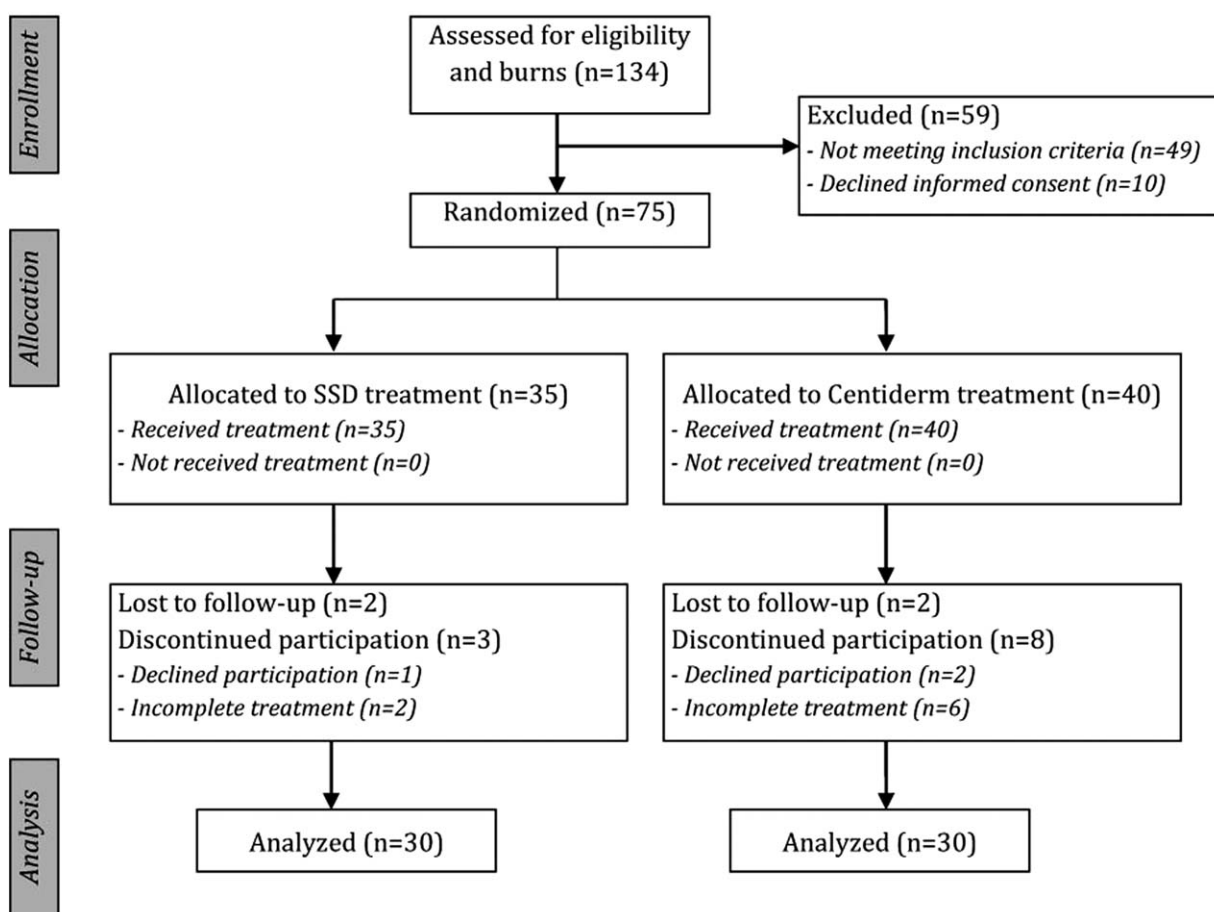 Enrollment
Assessed for eligibility
and burns (n=134)
Excluded (n=59)
- Not meeting inclusion criteria (n=49)
- Declined informed consent (n=10)
Randomized (n=75)
Allocation
Allocated to SSD treatment (n=35)
- Received treatment (n=35)
- Not received treatment (n=0)
Allocated to Centiderm treatment (n=40)
- Received treatment (n=40)
- Not received treatment (n=0)
Follow-up
Lost to follow-up (n=2)
Discontinued participation (n=3)
- Declined participation (n=1)
- Incomplete treatment (n=2)
Lost to follow-up (n=2)
Discontinued participation (n=8)
- Declined participation (n=2)
- Incomplete treatment (n=6)
Analysis
Analyzed (n=30)
Analyzed (n=30)